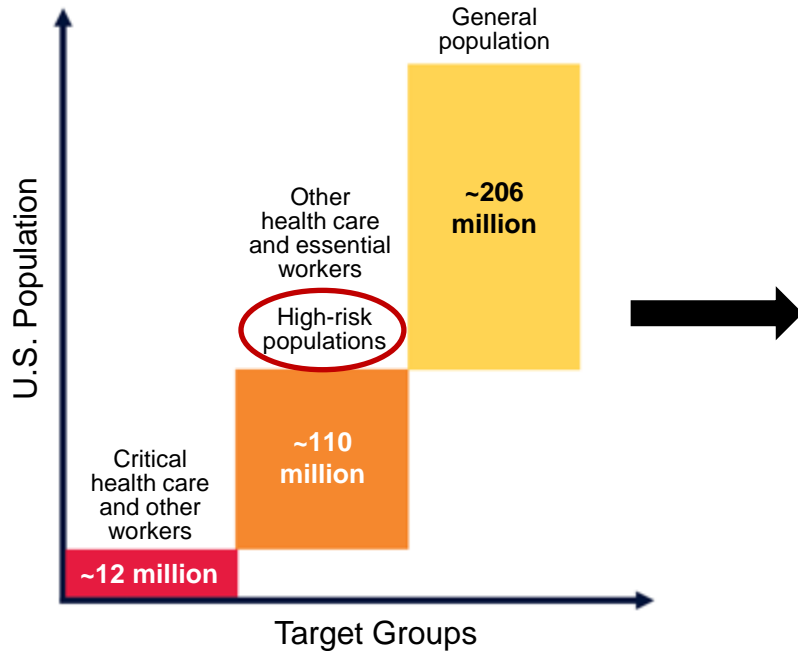 General
population
~206
million
Other
health care
and essential
workers
High-risk
populations
~110
million
Critical
health care
and other
workers
~12 million
U.S. Population
Target Groups